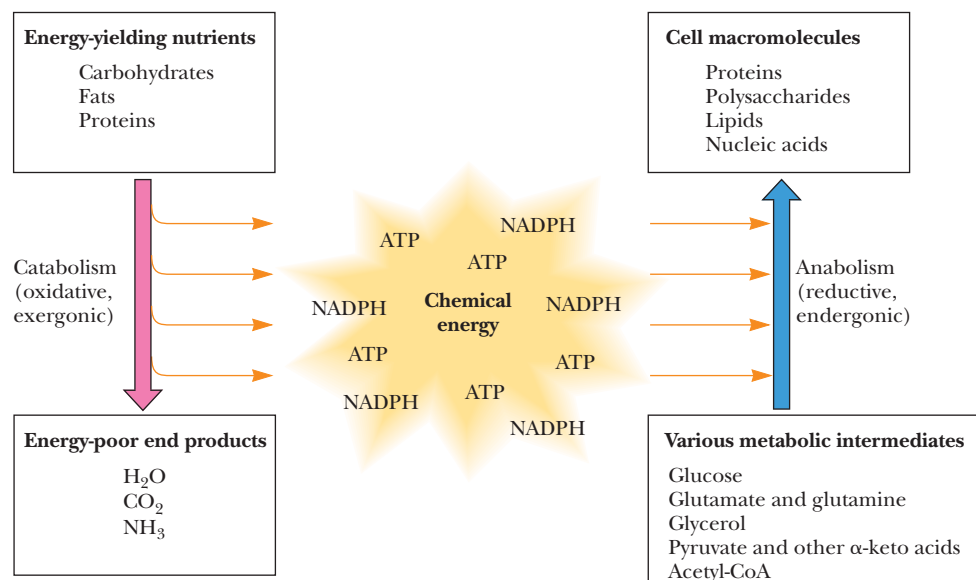 Energy-yielding nutrients
Carbohydrates
Fats
Proteins
Cell macromolecules
Proteins
Polysaccharides
Lipids
Nucleic acids
Catabolism
(oxidative,
exergonic)
ATP
NADPH
ATP
NADPH
Chemical
energy
NADPH
ATP
ATP
NADPH
ATP
NADPH
Anabolism
(reductive,
endergonic)
Energy-poor end products
H₂O
CO₂
NH₃
Various metabolic intermediates
Glucose
Glutamate and glutamine
Glycerol
Pyruvate and other α-keto acids
Acetyl-CoA